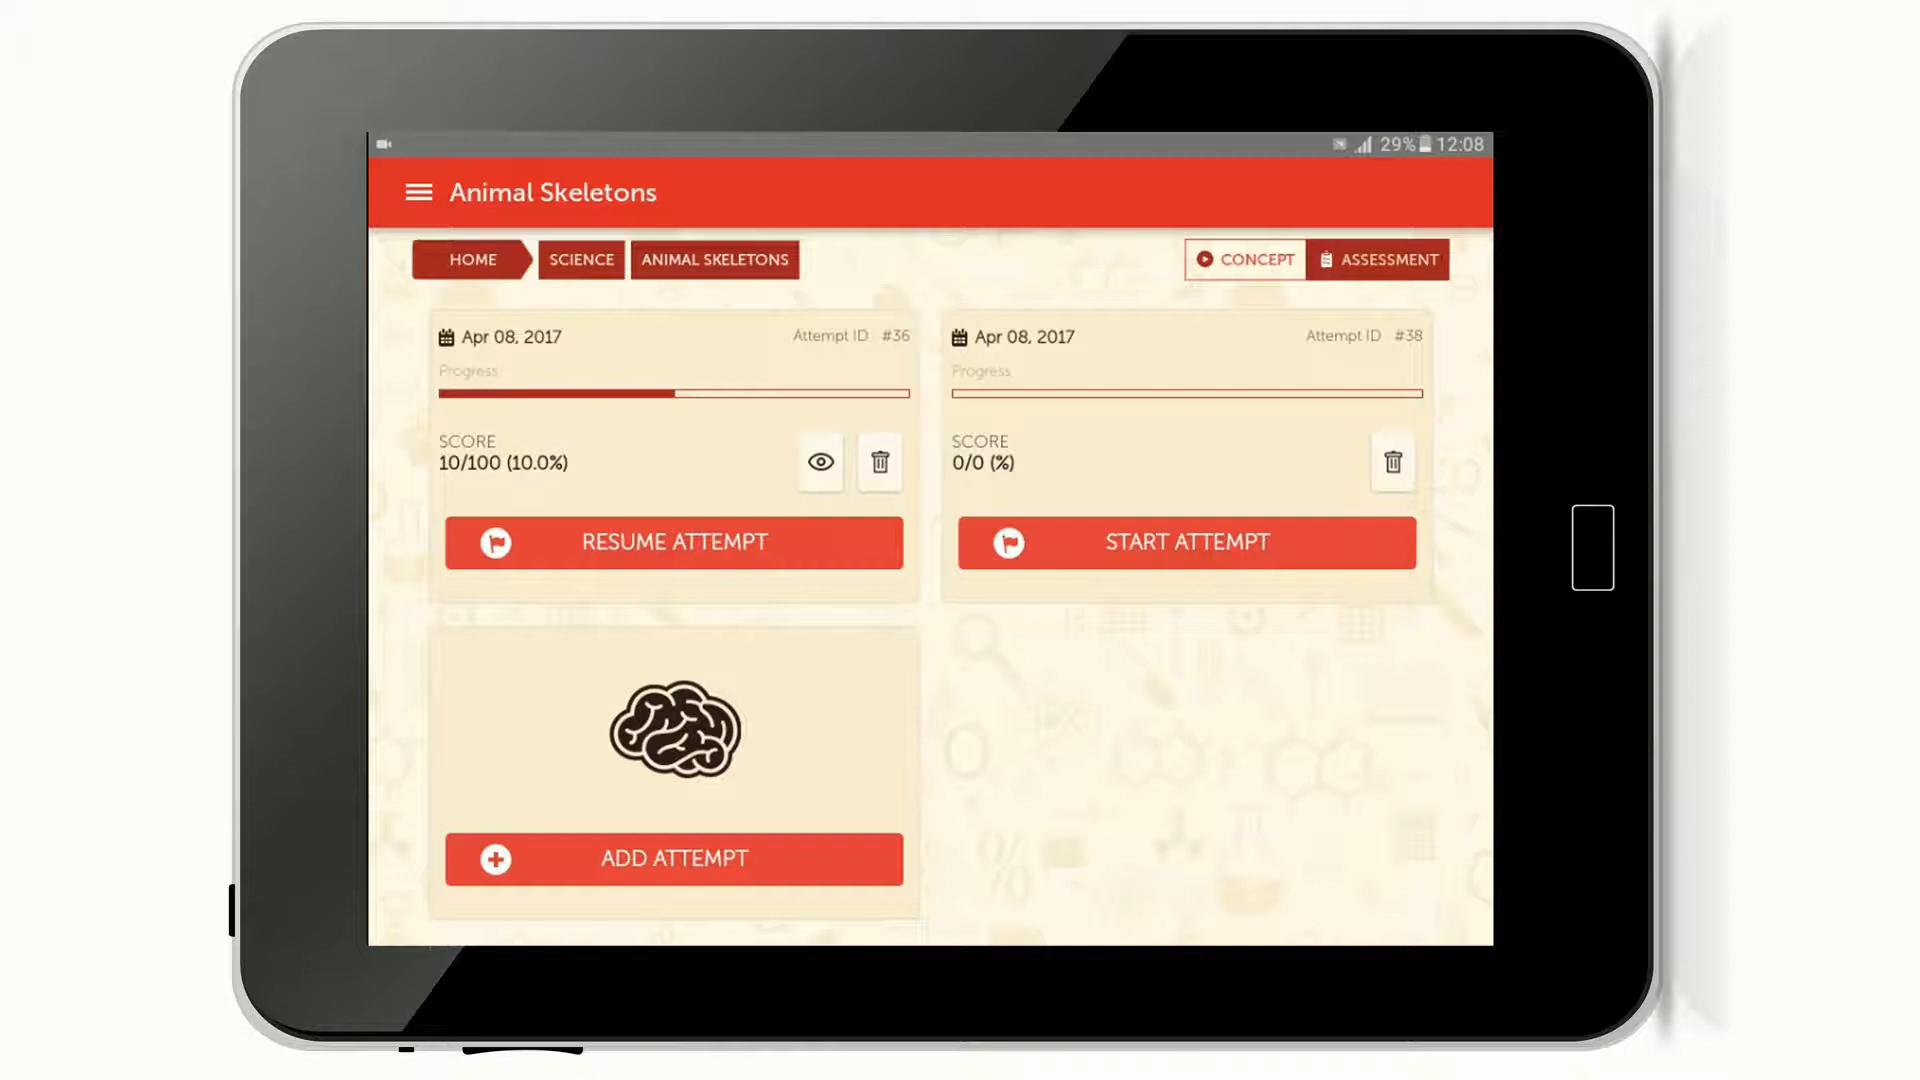 29% 12:08
Animal Skeletons
HOME SCIENCE ANIMAL SKELETONS CONCEPT ASSESSMENT
Apr 08, 2017 Attempt ID #36
Progress
SCORE
10/100 (10.0%)
RESUME ATTEMPT
Apr 08, 2017 Attempt ID #38
Progress
SCORE
0/0 (%)
START ATTEMPT
ADD ATTEMPT